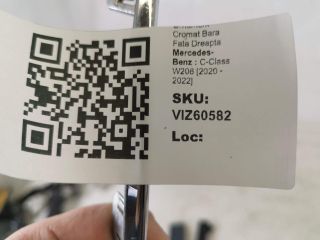 Cromat Bara
Fata Dreapta
Mercedes-
Benz : C-Class
W206 [2020 -
2022]
SKU:
VIZ60582
Loc: